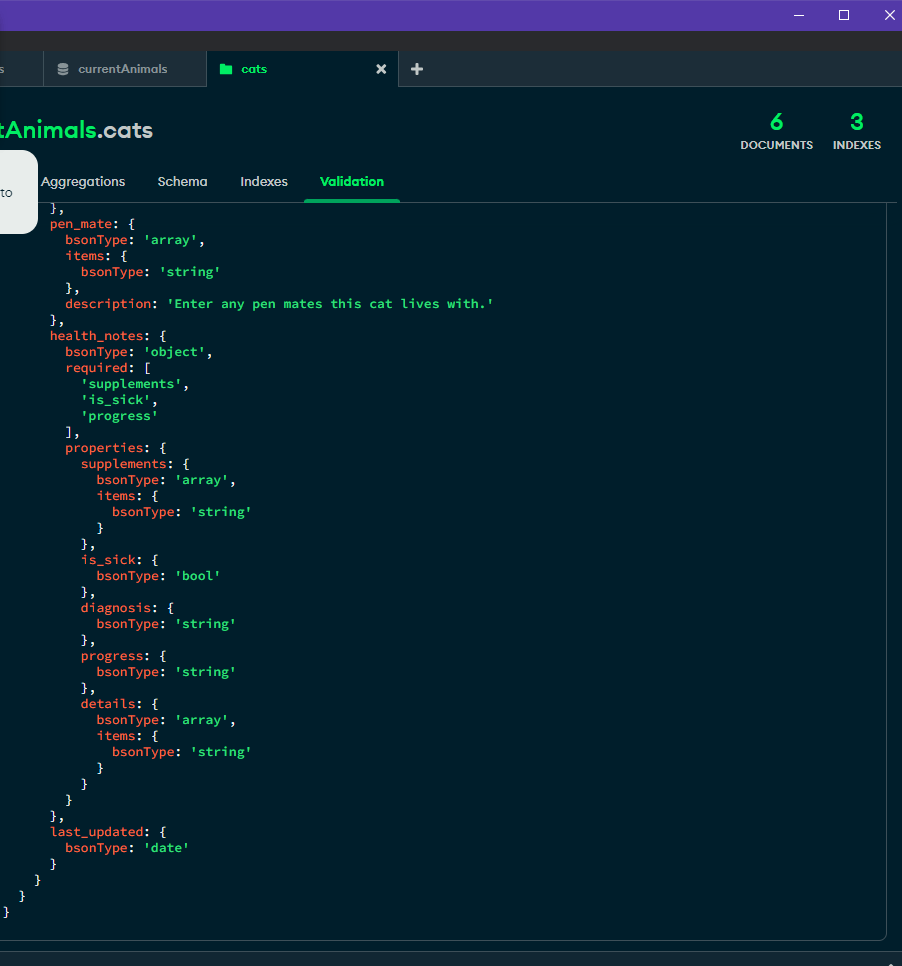 s
currentAnimals
cats
tAnimals.cats
6
DOCUMENTS
3
INDEXES
to
Aggregations
Schema
Indexes
Validation
},
pen_mate: {
bsonType: 'array',
items: {
bsonType: 'string'
},
description: 'Enter any pen mates this cat lives with.'
},
health_notes: {
bsonType: 'object',
required: [
'supplements',
'is_sick',
'progress'
],
properties: {
supplements: {
bsonType: 'array',
items: {
bsonType: 'string'
}
},
is_sick: {
bsonType: 'bool'
},
diagnosis: {
bsonType: 'string'
},
progress: {
bsonType: 'string'
},
details: {
bsonType: 'array',
items: {
bsonType: 'string'
}
}
}
},
last_updated: {
bsonType: 'date'
}
}
}
}